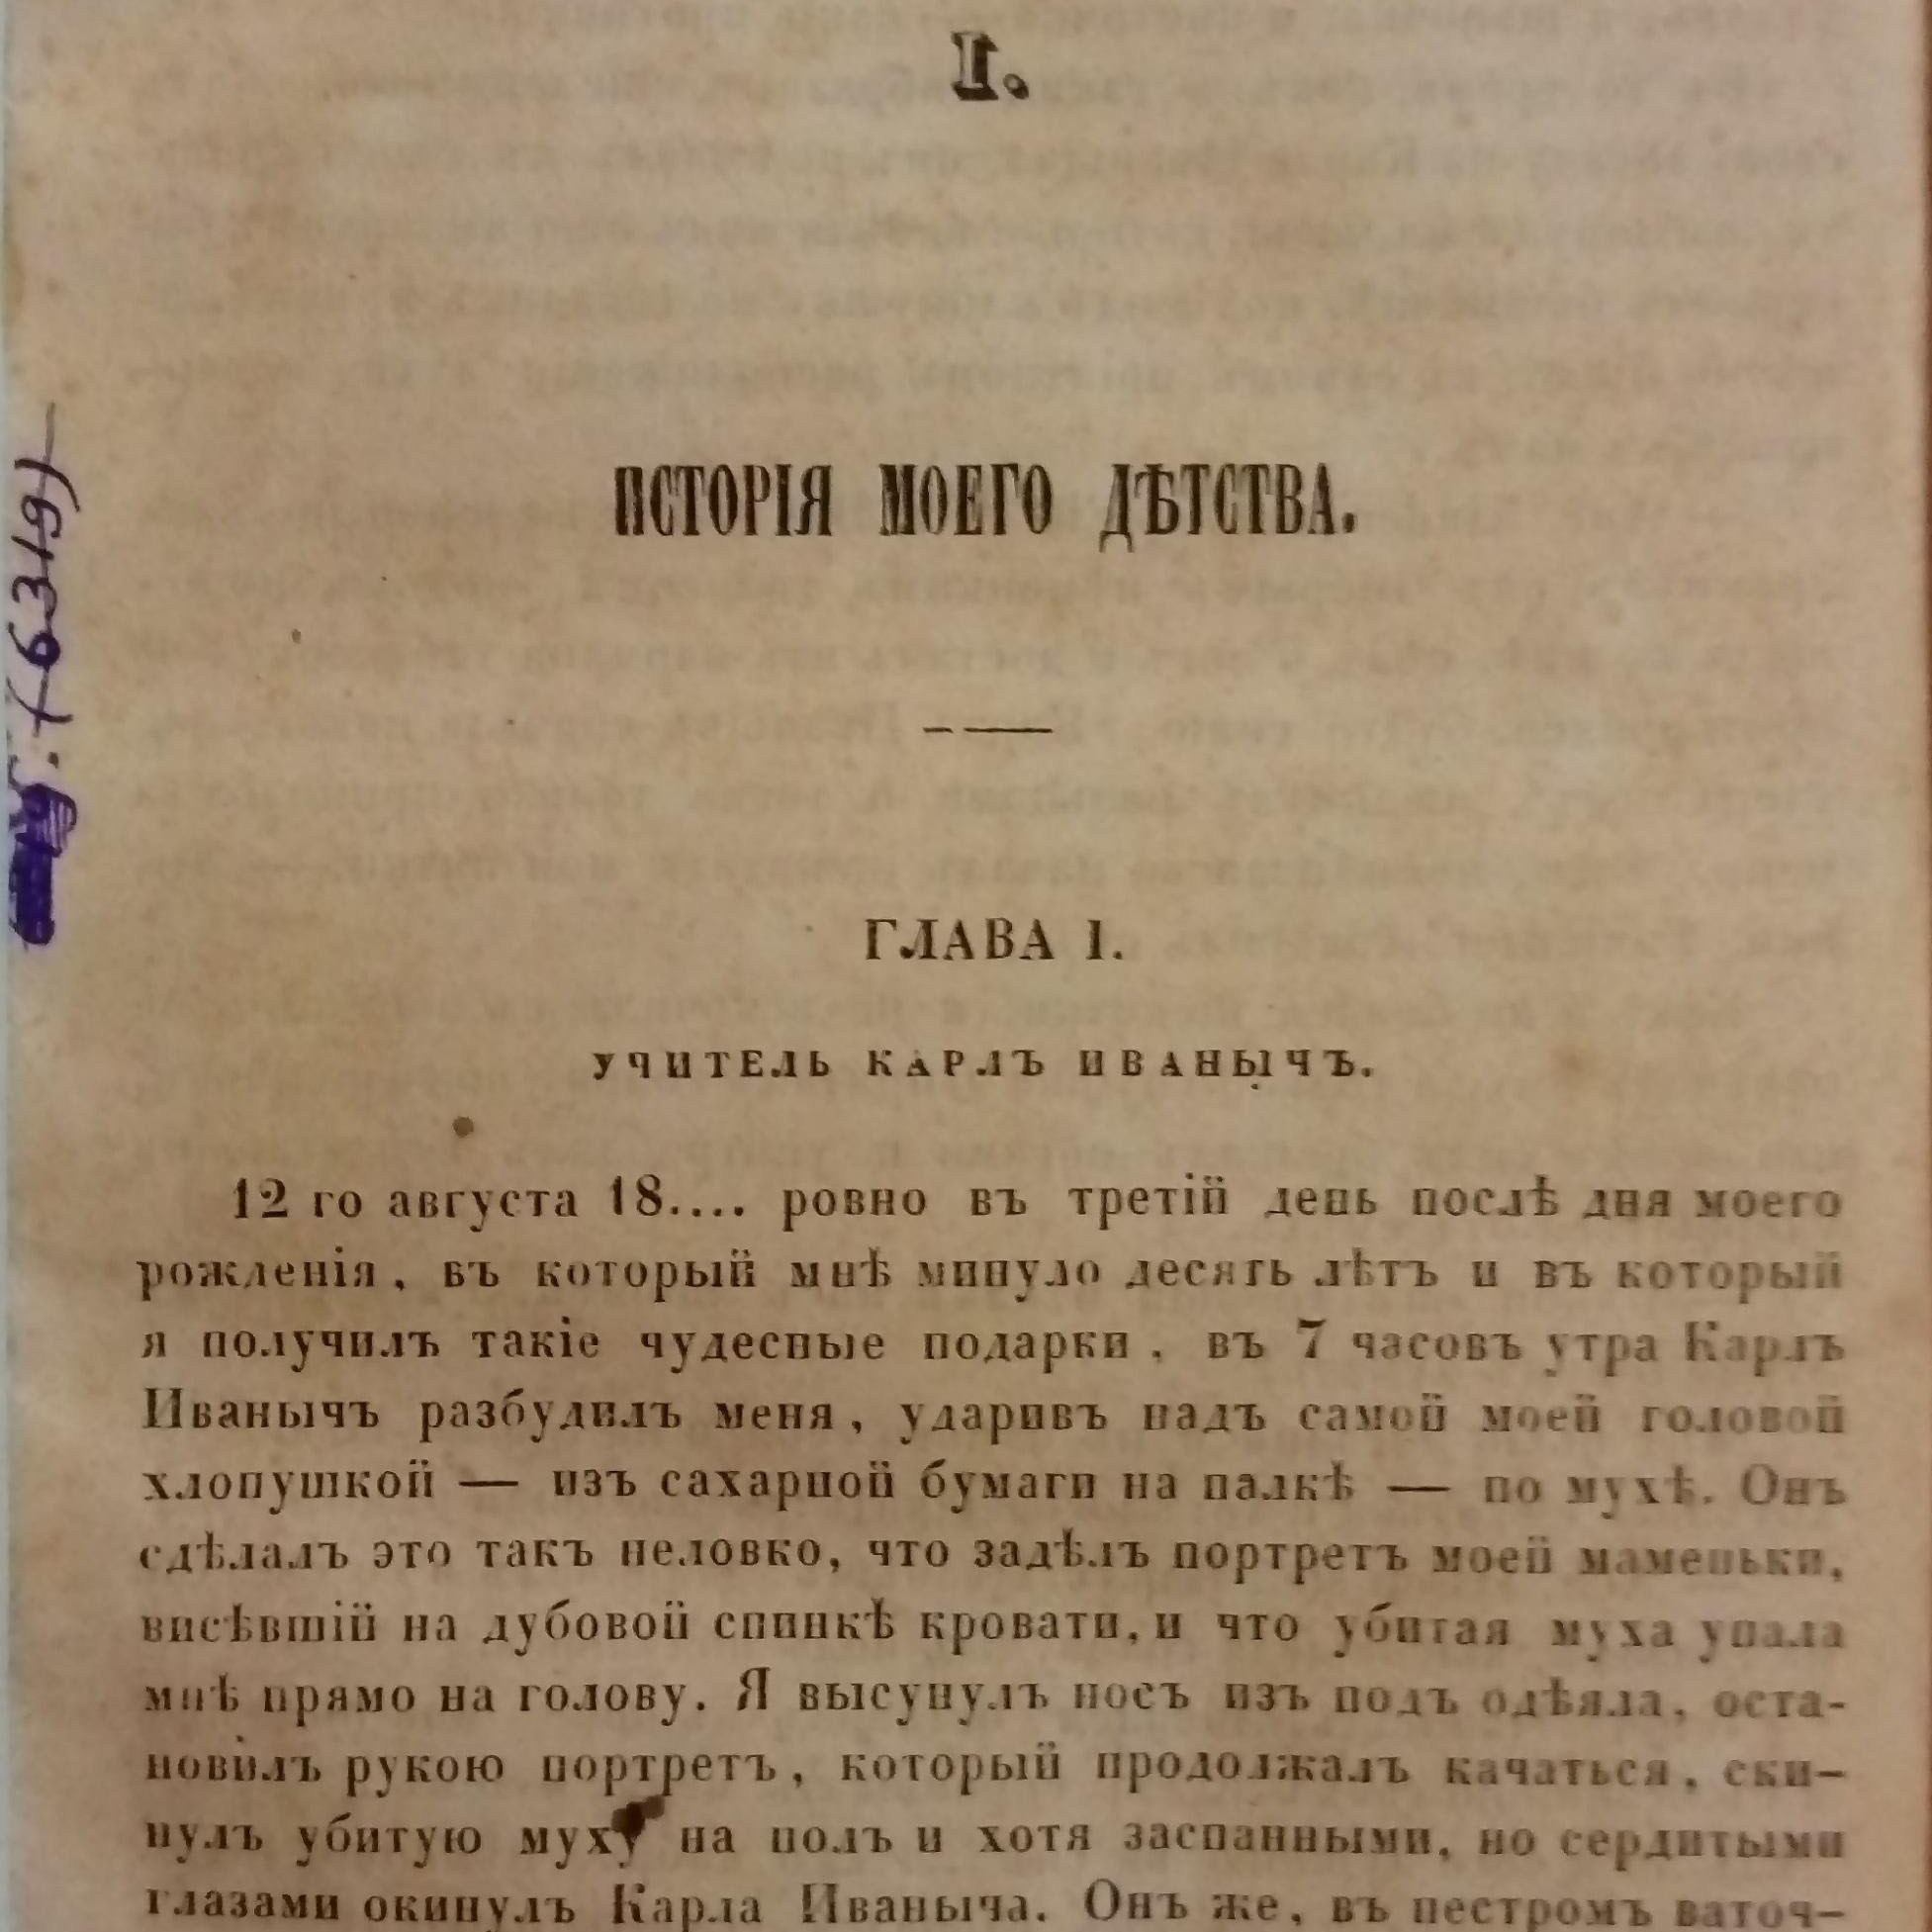 I.
ИСТОРІЯ МОЕГО ДѢТСТВА.
ГЛАВА I.
УЧИТЕЛЬ КАРЛЪ ИВАНЫЧЪ.
12 го августа 18.... ровно въ третій день послѣ дня моего
рожденія, въ который мнѣ минуло десять лѣтъ и въ который
я получилъ такіе чудесные подарки, въ 7 часовъ утра Карлъ
Иванычъ разбудилъ меня, ударивъ надъ самой моей головой
хлопушкой — изъ сахарной бумаги на палкѣ — по мухѣ. Онъ
сдѣлалъ это такъ неловко, что задѣлъ портретъ моей маменьки,
висѣвшій на дубовой спинкѣ кровати, и что убитая муха упала
мнѣ прямо на голову. Я высунулъ носъ изъ подъ одѣяла, оста-
новилъ рукою портретъ, который продолжалъ качаться, ски-
нулъ убитую муху на полъ и хотя заспанными, но сердитыми
глазами окинулъ Карла Иваныча. Онъ же, въ пестромъ ваточ-
(6319)